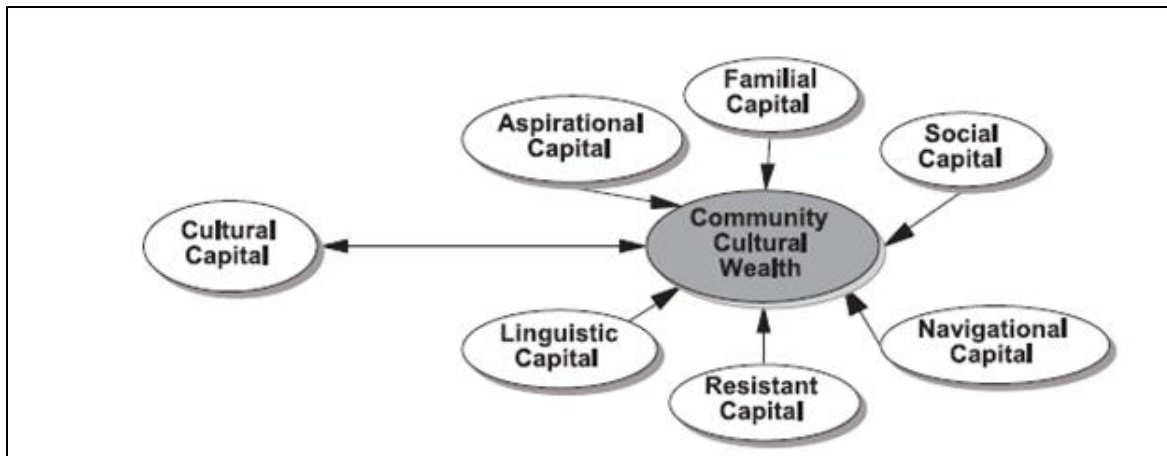 Familial
Capital
Aspirational
Capital
Social
Capital
Community
Cultural
Wealth
Cultural
Capital
Linguistic
Capital
Navigational
Capital
Resistant
Capital